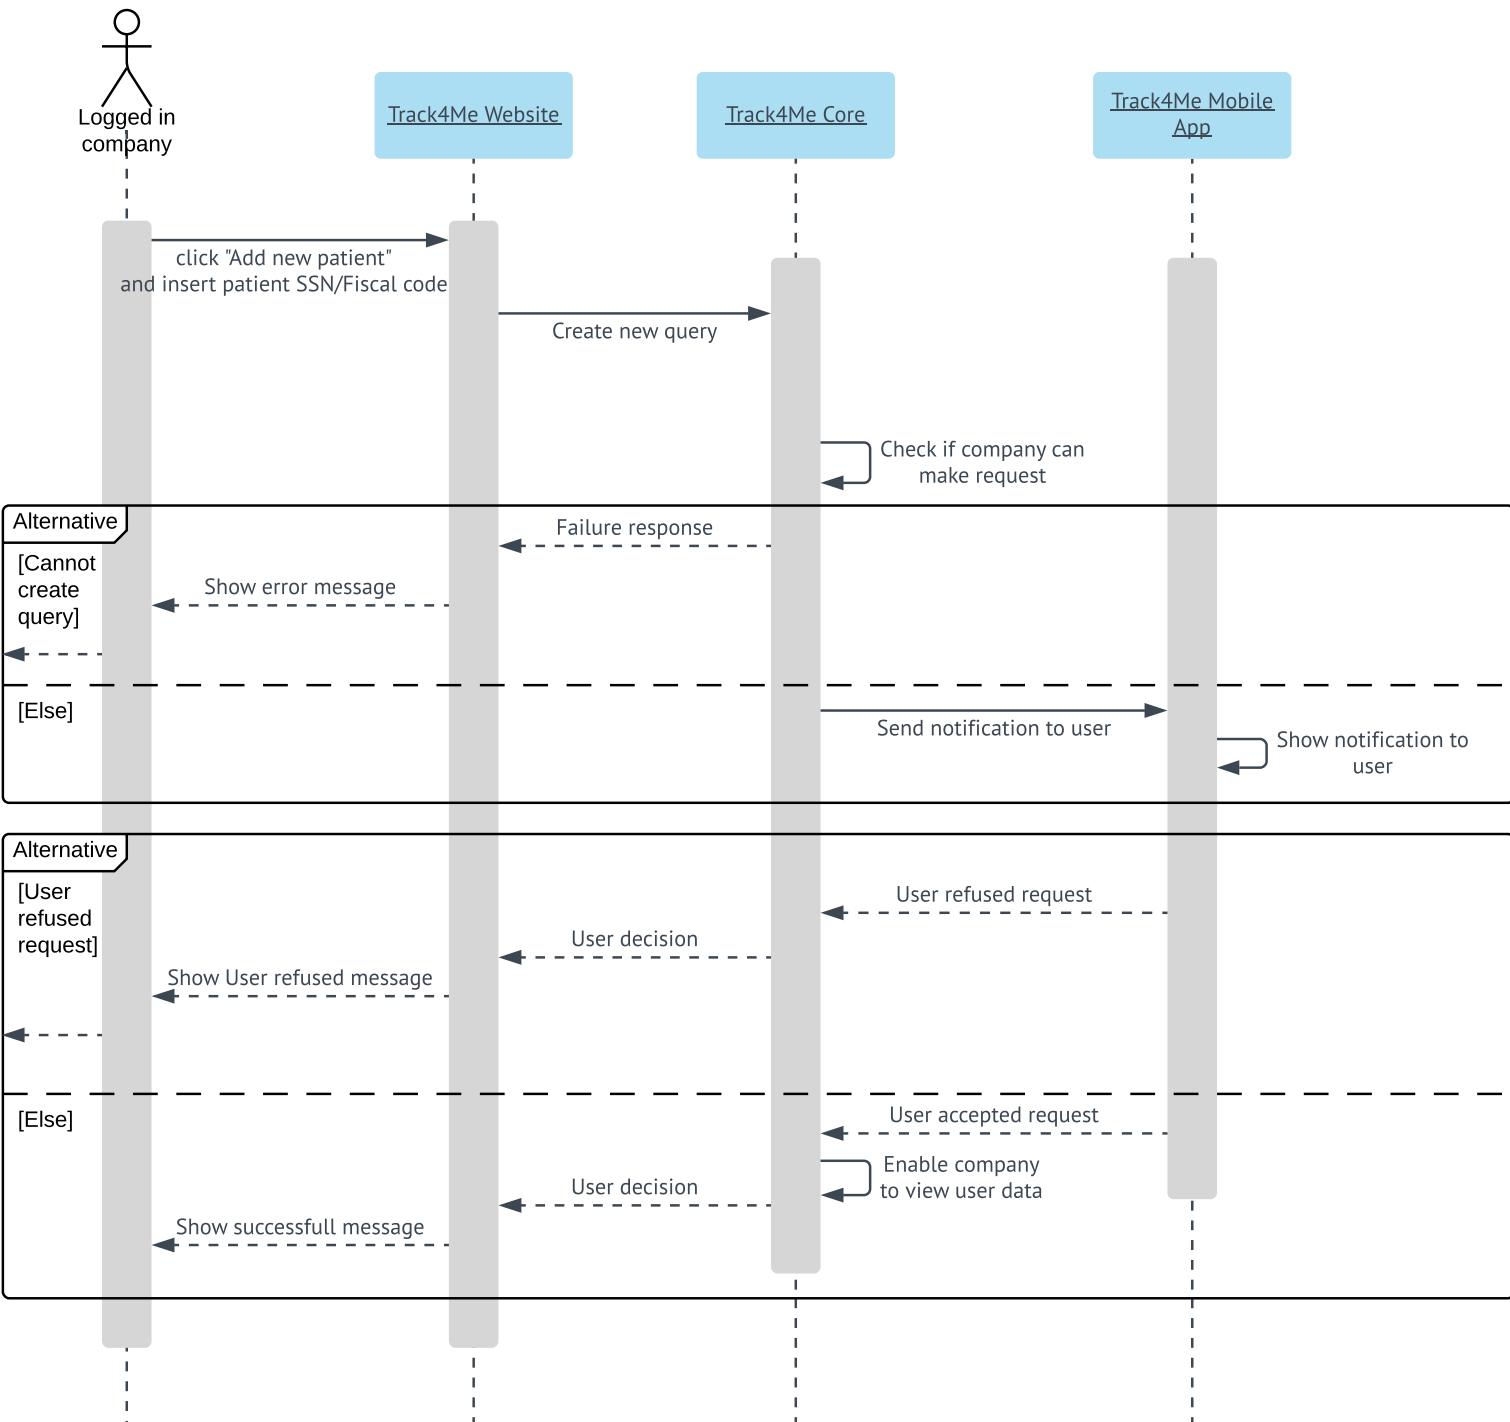 Logged in
company
Track4Me Website
Track4Me Core
Track4Me Mobile
App
click "Add new patient"
and insert patient SSN/Fiscal code
Create new query
Check if company can
make request
Alternative
Failure response
[Cannot
create
query]
Show error message
[Else]
Send notification to user
Show notification to
user
Alternative
[User
refused
request]
User refused request
User decision
Show User refused message
[Else]
User accepted request
Enable company
to view user data
User decision
Show successfull message